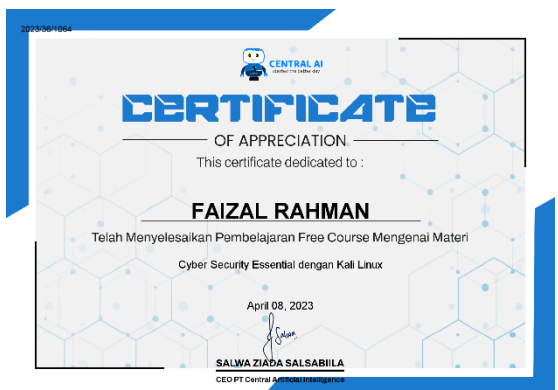 2023/36/1064
CENTRAL AI
CERTIFICATE
OF APPRECIATION
This certificate dedicated to :
FAIZAL RAHMAN
Telah Menyelesaikan Pembelajaran Free Course Mengenai Materi
Cyber Security Essential dengan Kali Linux
April 08, 2023
Salwa
SALWA ZIADA SALSABIILA
CEO PT Central Artificial Intelligence